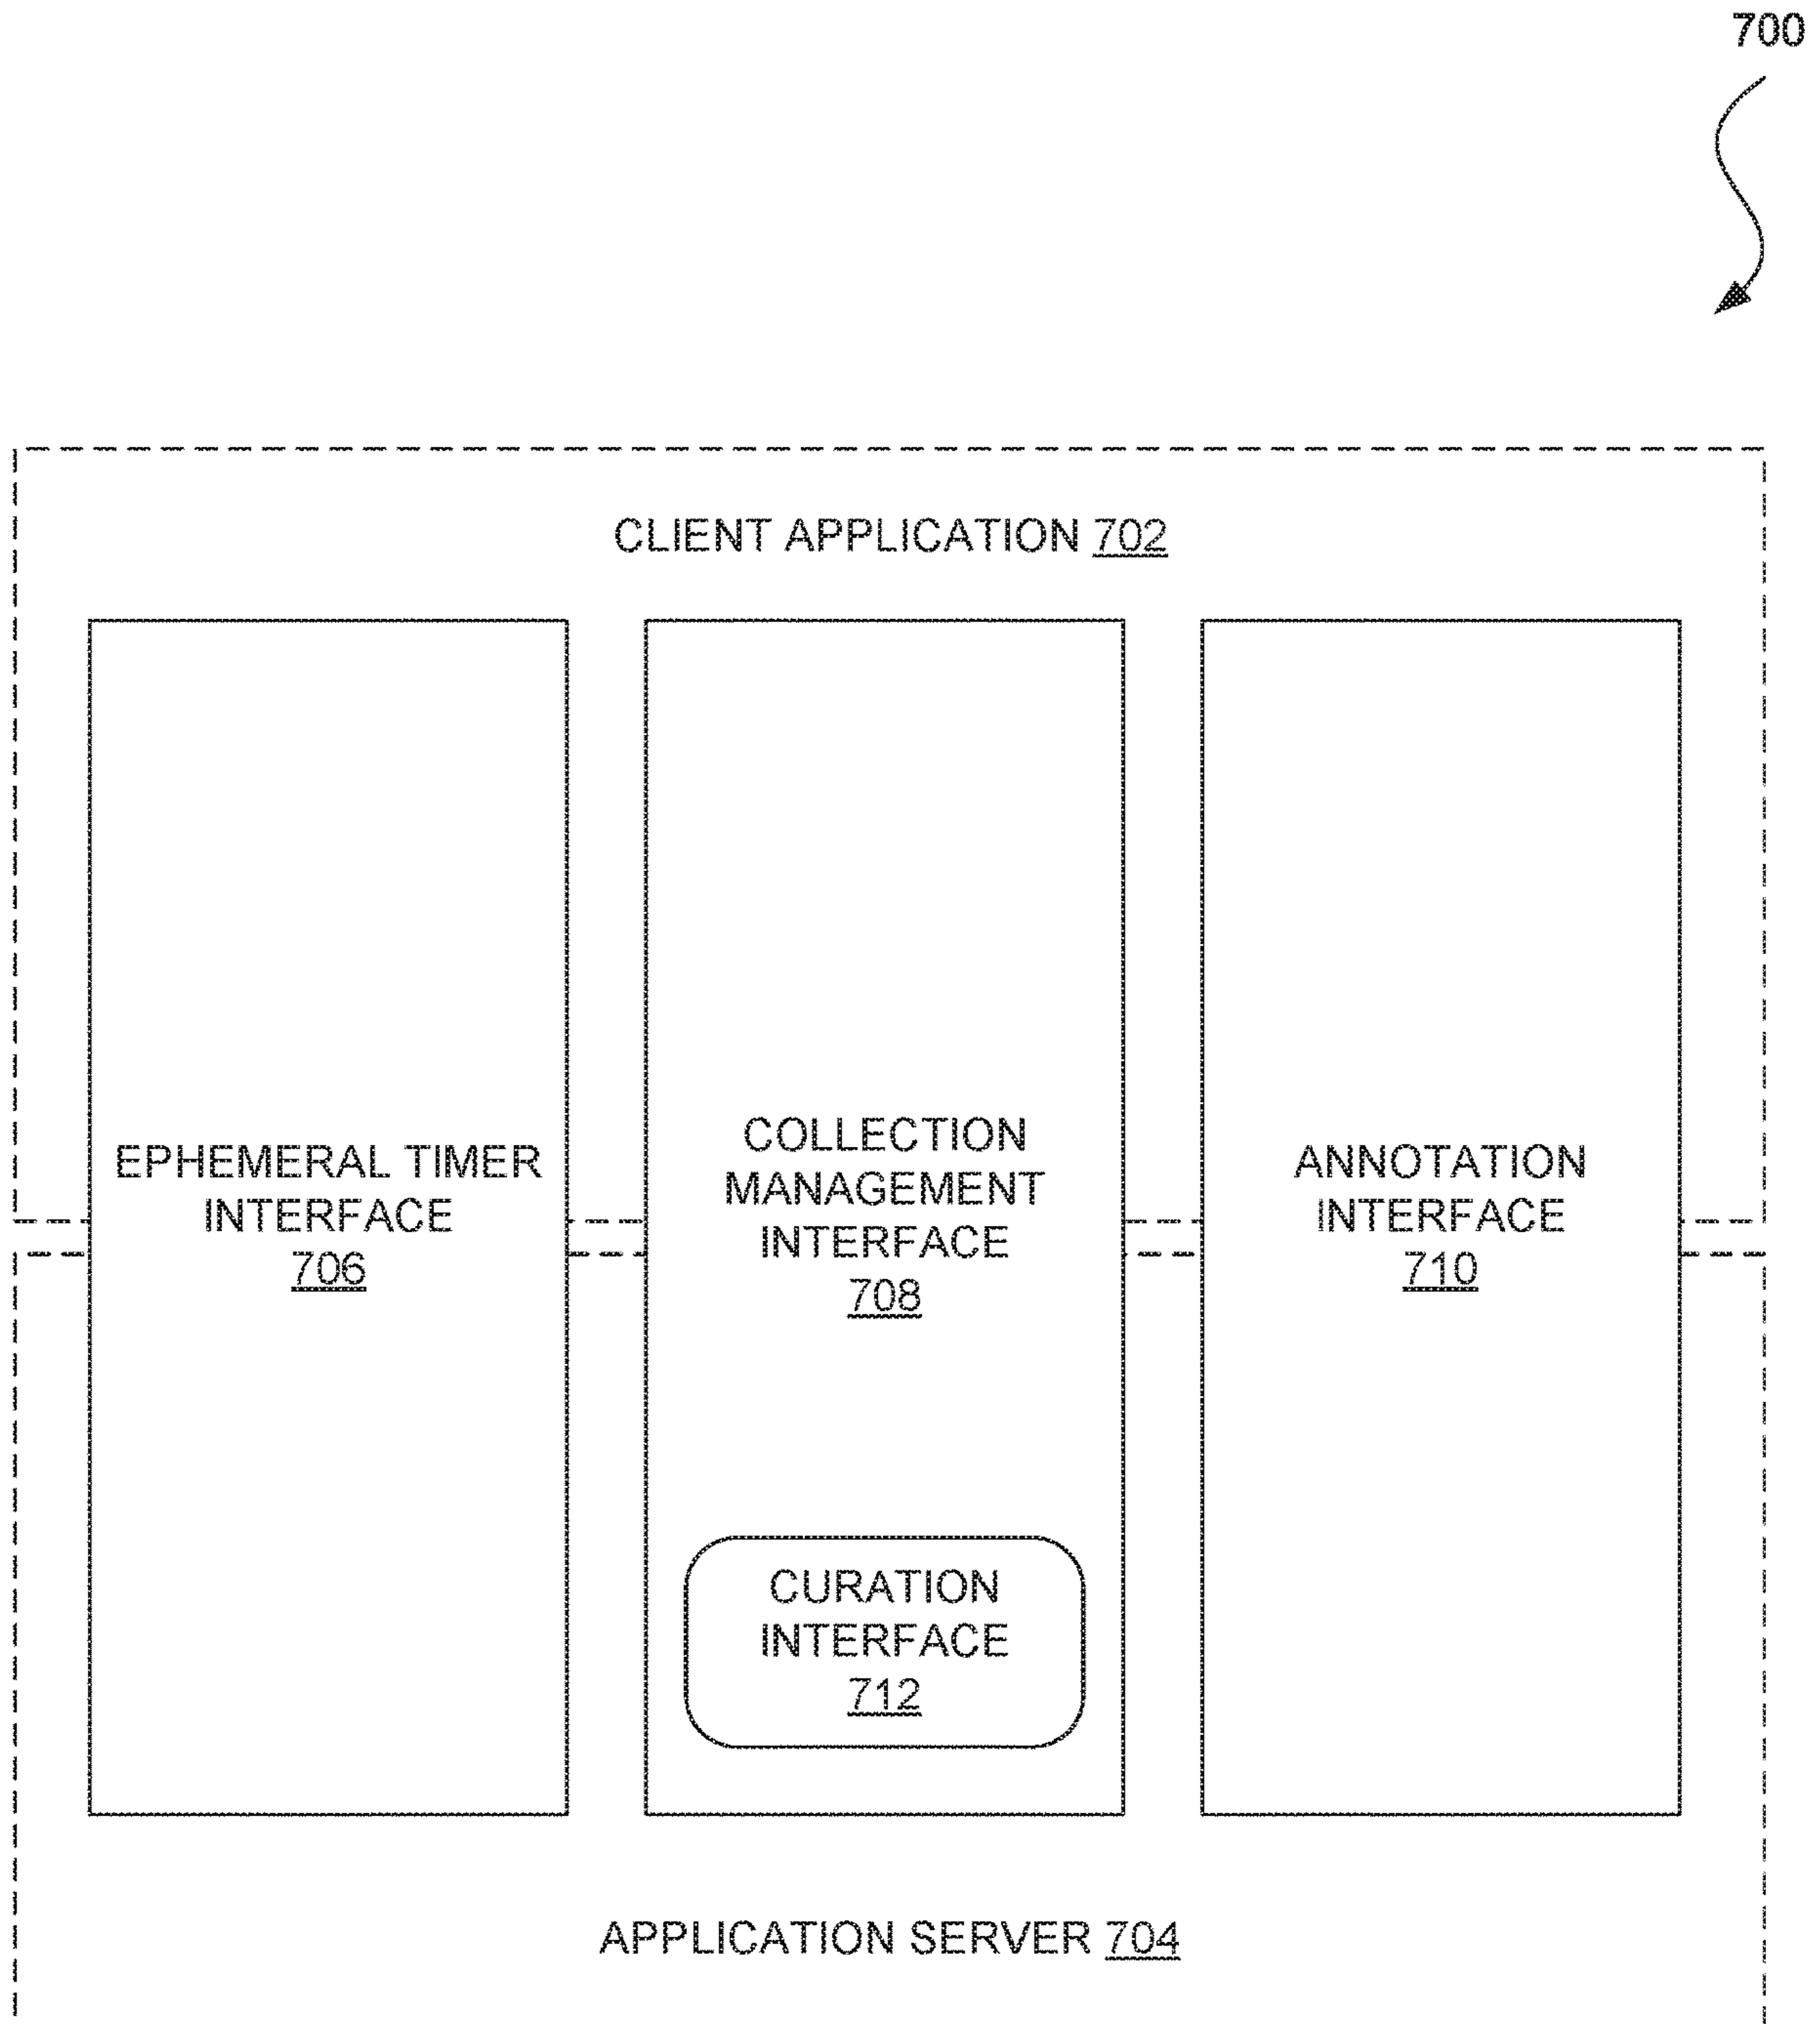 700
CLIENT APPLICATION 702
EPHEMERAL TIMER
INTERFACE
706
COLLECTION
MANAGEMENT
INTERFACE
708
ANNOTATION
INTERFACE
710
CURATION
INTERFACE
712
APPLICATION SERVER 704